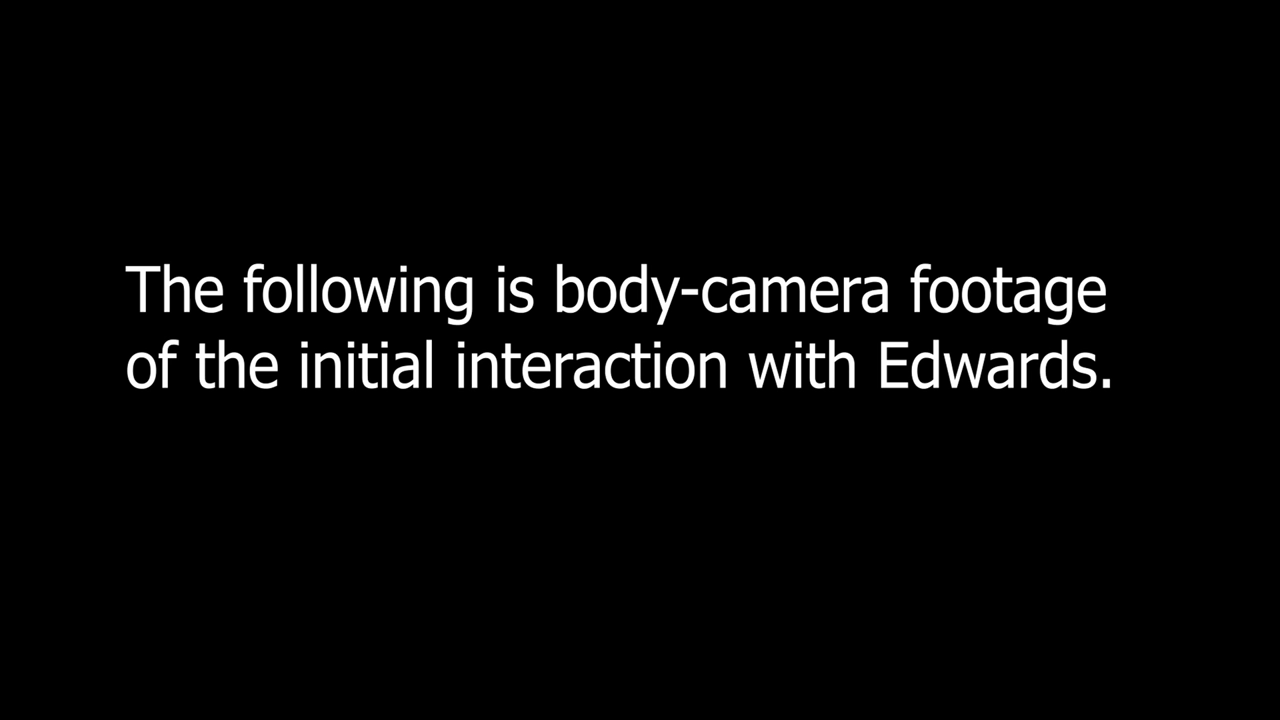 The following is body-camera footage
of the initial interaction with Edwards.